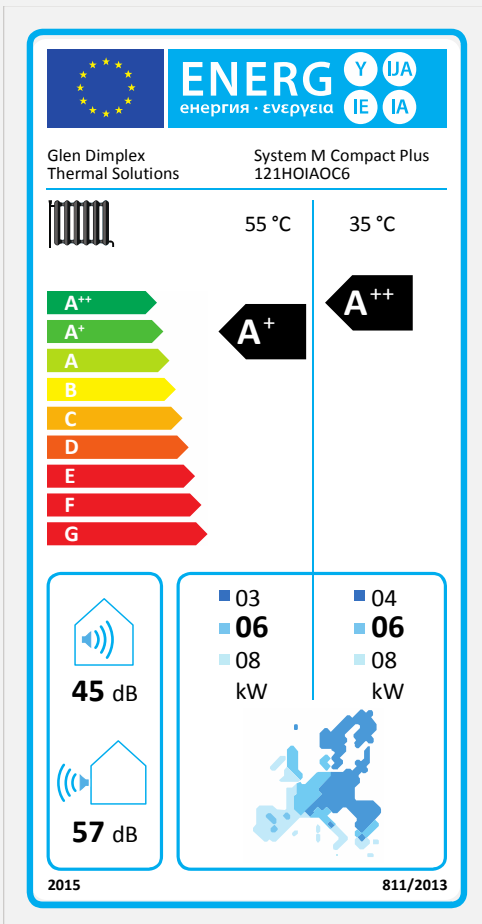 ENERG
енергия · ενεργεια
Y IJA
IE IA
Glen Dimplex
Thermal Solutions
System M Compact Plus
121HOIAOC6
55 °C
35 °C
A++
A+
A
B
C
D
E
F
G
A+
A++
45 dB
57 dB
03
06
08
kW
04
06
08
kW
2015
811/2013